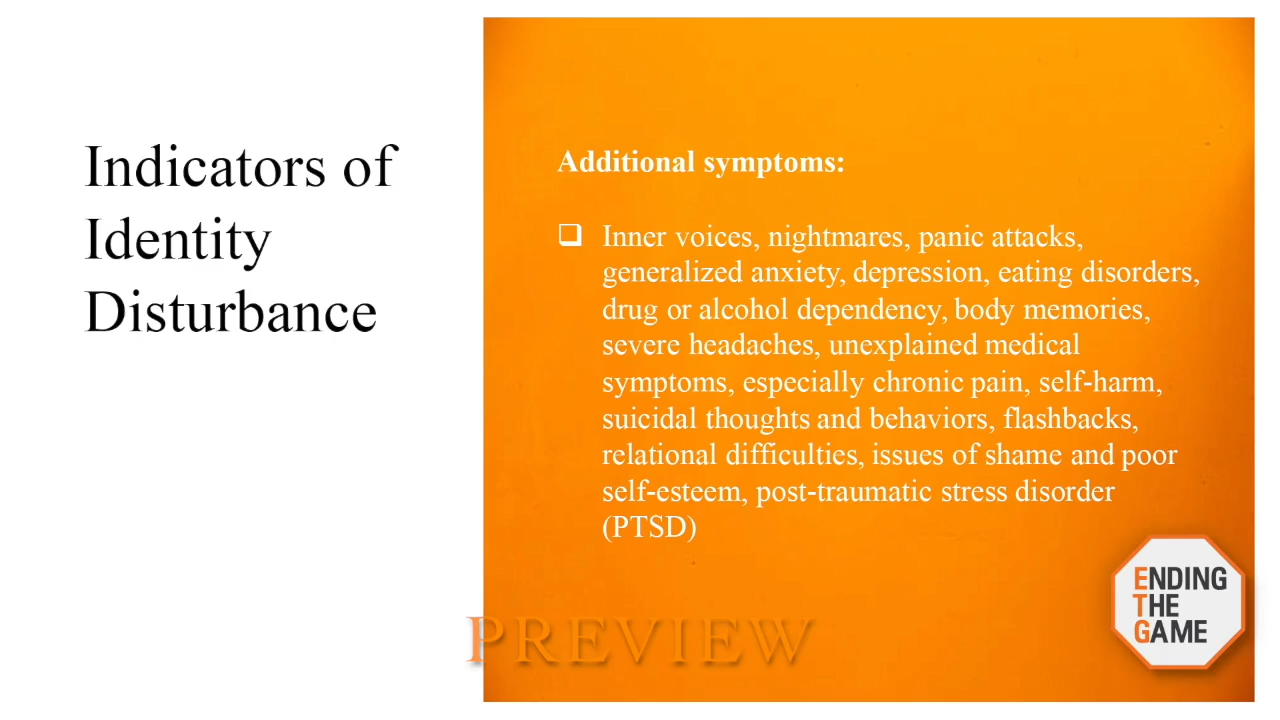 Indicators of
Identity
Disturbance
Additional symptoms:
Inner voices, nightmares, panic attacks,
generalized anxiety, depression, eating disorders,
drug or alcohol dependency, body memories,
severe headaches, unexplained medical
symptoms, especially chronic pain, self-harm,
suicidal thoughts and behaviors, flashbacks,
relational difficulties, issues of shame and poor
self-esteem, post-traumatic stress disorder
(PTSD)
ENDING
THE
GAME
PREVIEW